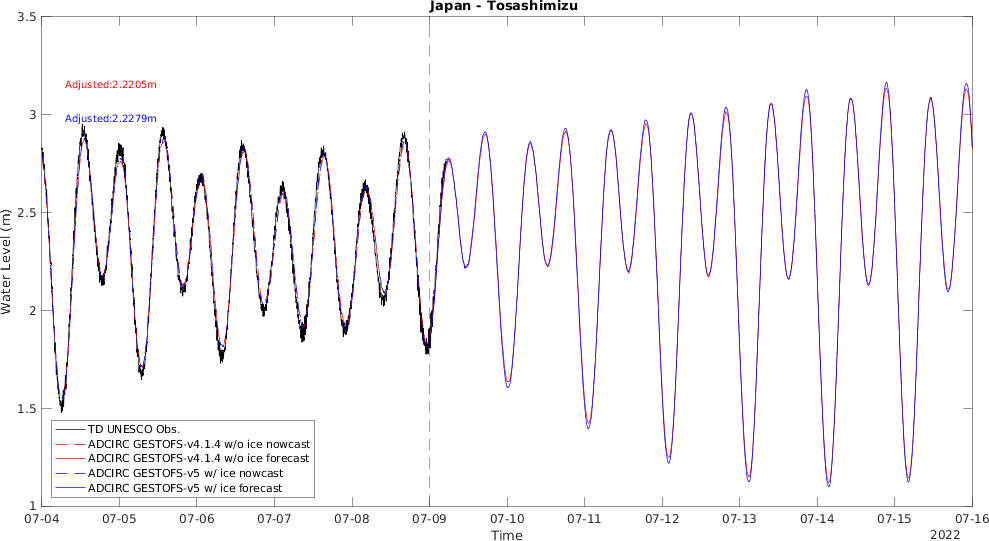 Japan - Tosashimizu
3.5
3
2.5
2
1.5
1
Water Level (m)
Adjusted:2.2205m
Adjusted:2.2279m
TD UNESCO Obs.
ADCIRC GESTOFS-v4.1.4 w/o ice nowcast
ADCIRC GESTOFS-v4.1.4 w/o ice forecast
ADCIRC GESTOFS-v5 w/ ice nowcast
ADCIRC GESTOFS-v5 w/ ice forecast
07-04 07-05 07-06 07-07 07-08 07-09 07-10 07-11 07-12 07-13 07-14 07-15 07-16
Time
2022